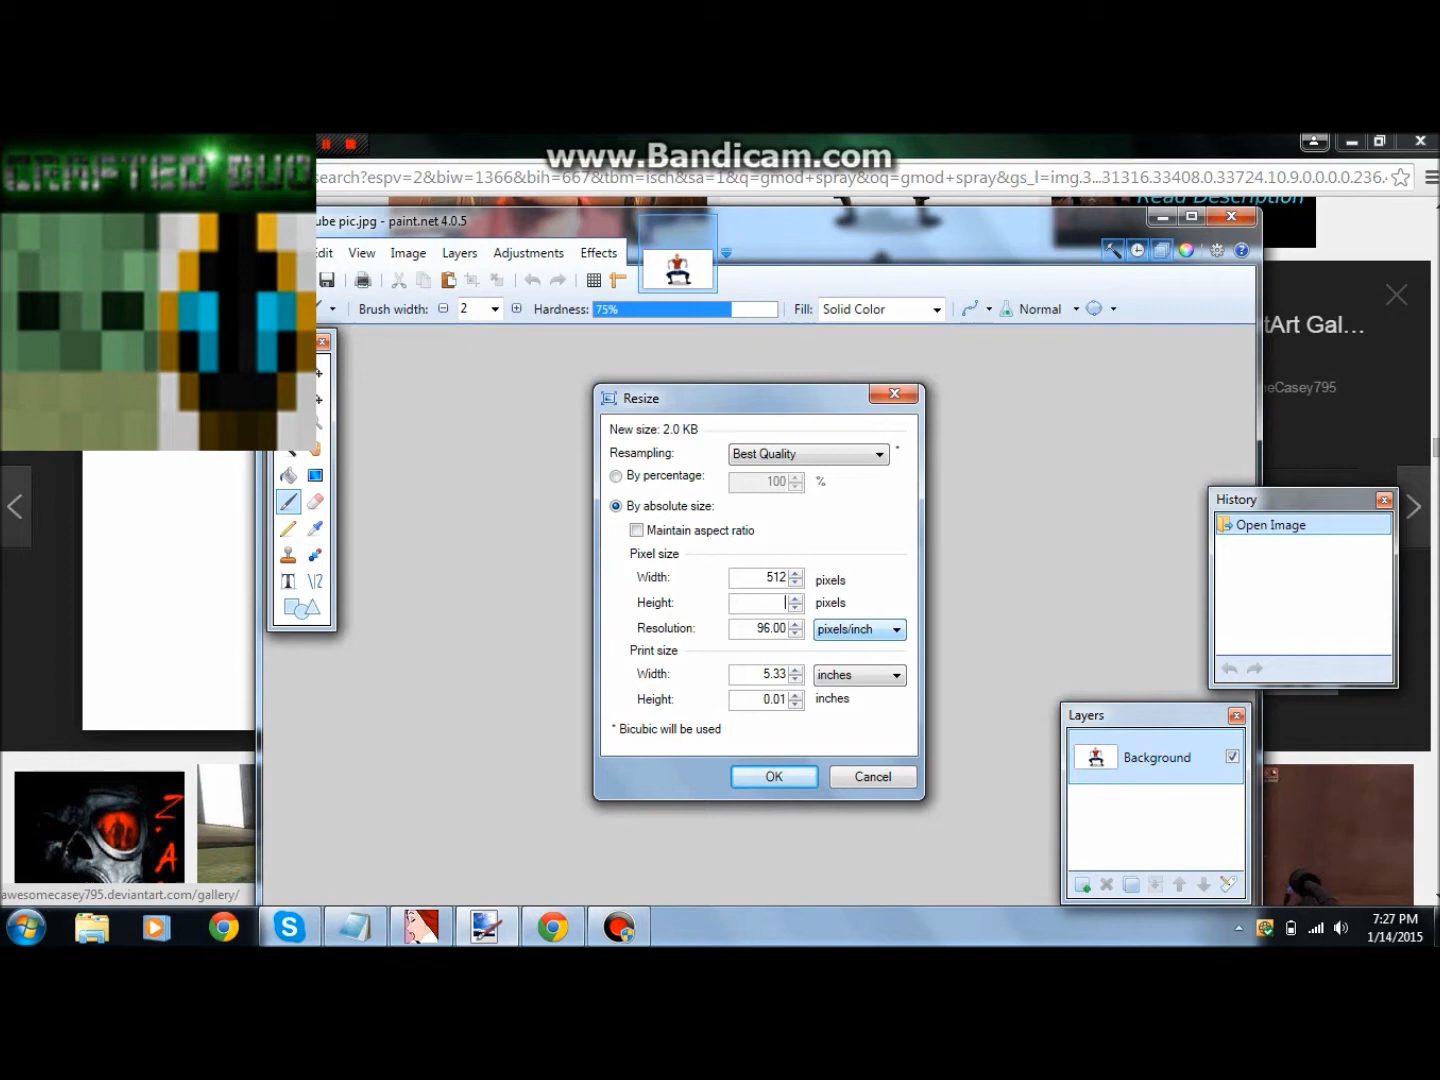 www.Bandicam.com
CRAFTED DUO
search?espv=2&biw=1366&bih=667&tbm=isch&sa=1&q=gmod+spray&oq=gmod+spray&gs_l=img.3...31316.33408.0.33724.10.9.0.0.0.0.236.
Read Description
ube pic.jpg - paint.net 4.0.5
dit View Image Layers Adjustments Effects
Brush width: 2 Hardness: 75% Fill: Solid Color Normal
tArt Gal...
eCasey795
Resize
New size: 2.0 KB
Resampling: Best Quality *
By percentage: 100 %
By absolute size:
Maintain aspect ratio
Pixel size
Width: 512 pixels
Height: pixels
Resolution: 96.00 pixels/inch
Print size
Width: 5.33 inches
Height: 0.01 inches
* Bicubic will be used
OK Cancel
History
Open Image
Layers
Background
Z.A
awesomecasey795.deviantart.com/gallery/
7:27 PM
1/14/2015